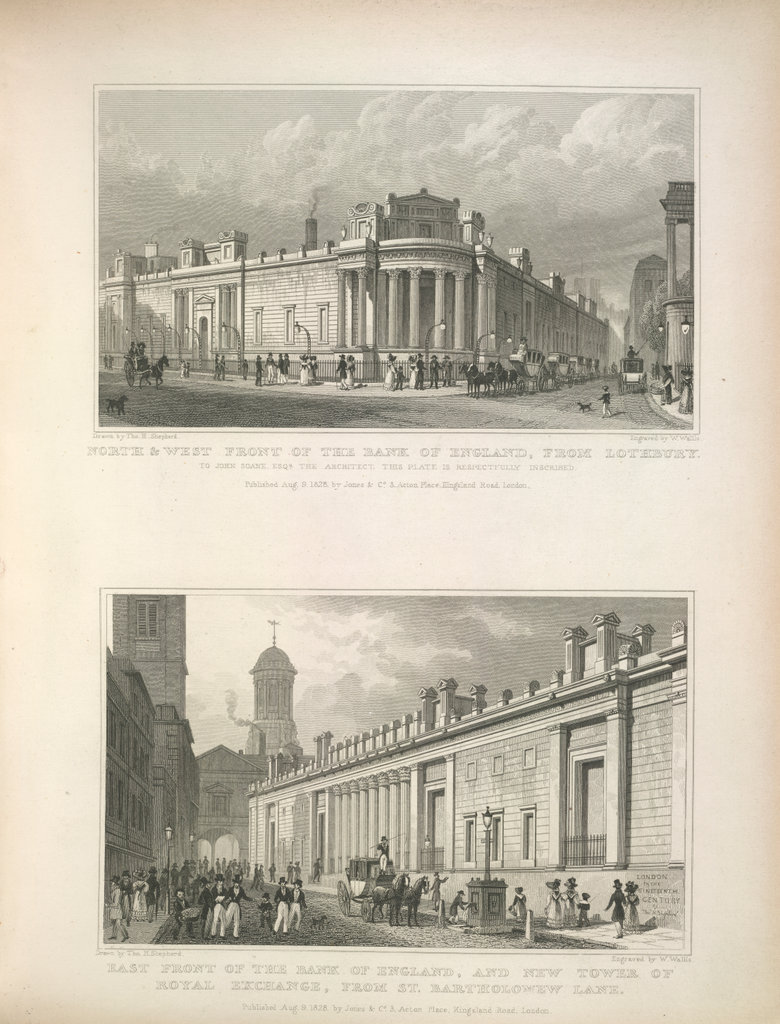 Drawn by Tho. H. Shepherd.
Engraved by W. Wallis.
NORTH & WEST FRONT OF THE BANK OF ENGLAND, FROM LOTHBURY.
TO JOHN SOANE, ESQR. THE ARCHITECT. THIS PLATE IS RESPECTFULLY INSCRIBED.
Published Aug. 9. 1828. by Jones & Co. 3, Acton Place, Kingsland Road, London.
LONDON
IN THE
NINETEENTH
CENTURY
Drawn by Tho. H. Shepherd.
Engraved by W. Wallis.
EAST FRONT OF THE BANK OF ENGLAND, AND NEW TOWER OF
ROYAL EXCHANGE, FROM ST. BARTHOLOMEW LANE.
Published Aug. 9. 1828. by Jones & Co. 3, Acton Place, Kingsland Road, London.